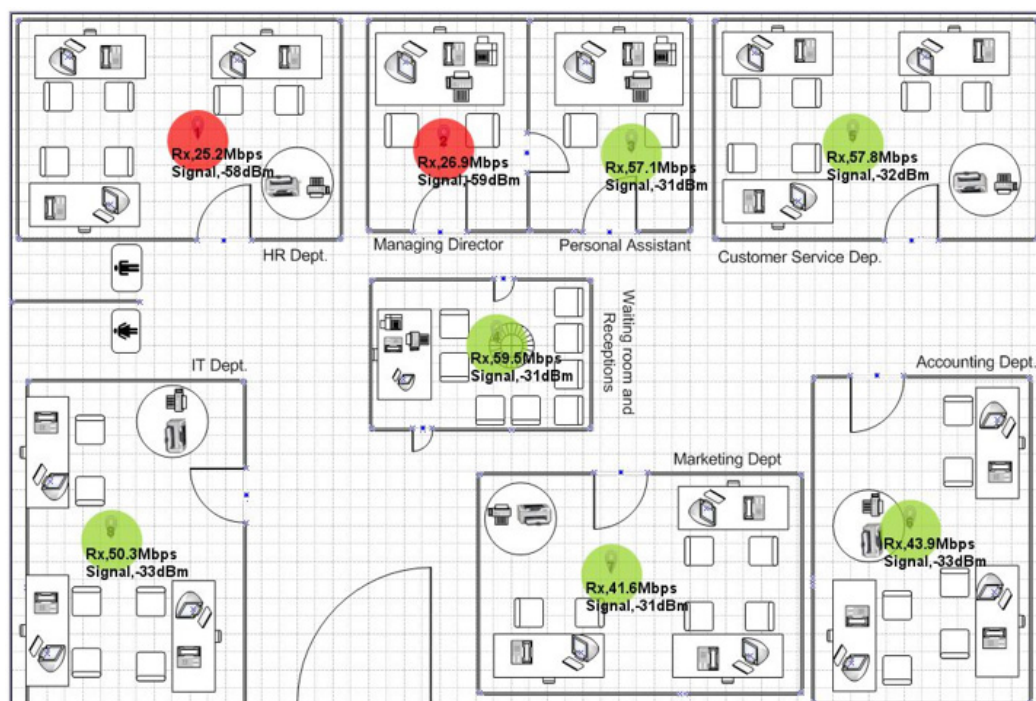 1
Rx,25.2Mbps
Signal,-58dBm
2
Rx,26.9Mbps
Signal,-59dBm
Rx,57.1Mbps
Signal,-31dBm
Rx,57.8Mbps
Signal,-32dBm
HR Dept.
Managing Director
Personal Assistant
Customer Service Dep.
Waiting room and
Receptions
Rx,59.5Mbps
Signal,-31dBm
IT Dept.
Accounting Dept.
Marketing Dept
Rx,50.3Mbps
Signal,-33dBm
Rx,41.6Mbps
Signal,-31dBm
Rx,43.9Mbps
Signal,-33dBm